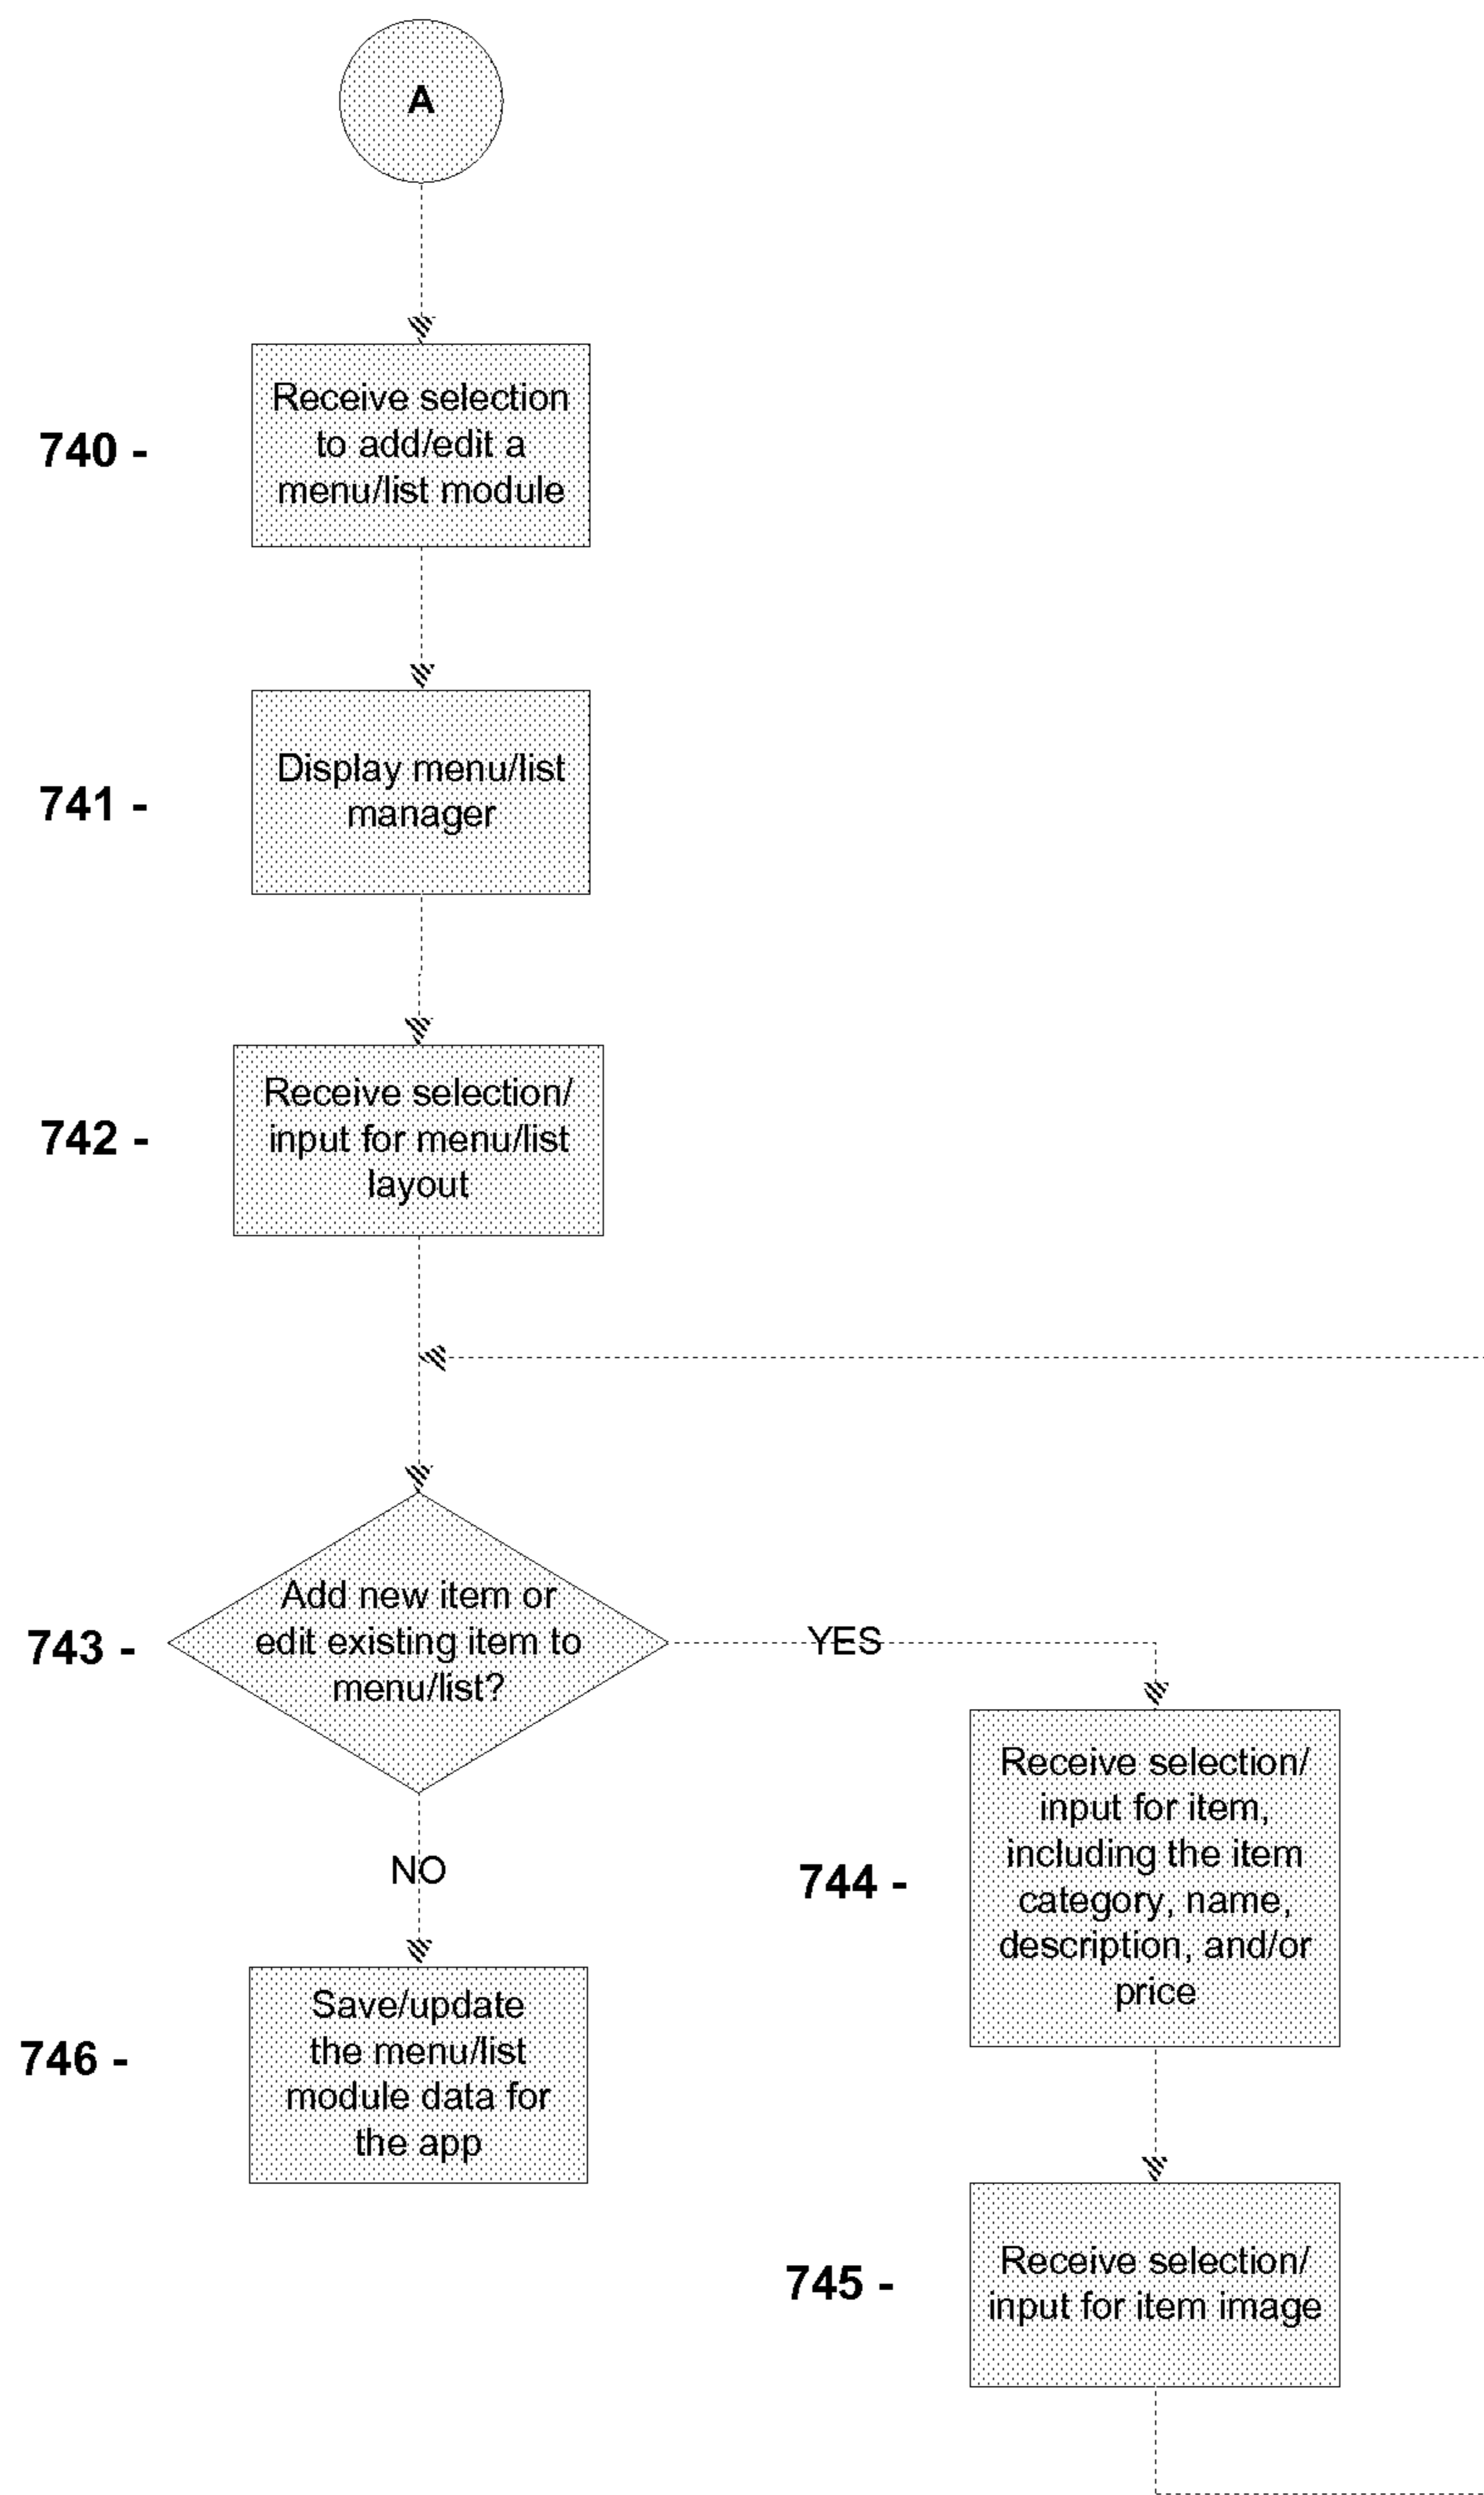 A
740 -
Receive selection
to add/edit a
menu/list module
741 -
Display menu/list
manager
742 -
Receive selection/
input for menu/list
layout
743 -
Add new item or
edit existing item to
menu/list?
YES
NO
744 -
Receive selection/
input for item,
including the item
category, name,
description, and/or
price
746 -
Save/update
the menu/list
module data for
the app
745 -
Receive selection/
input for item image